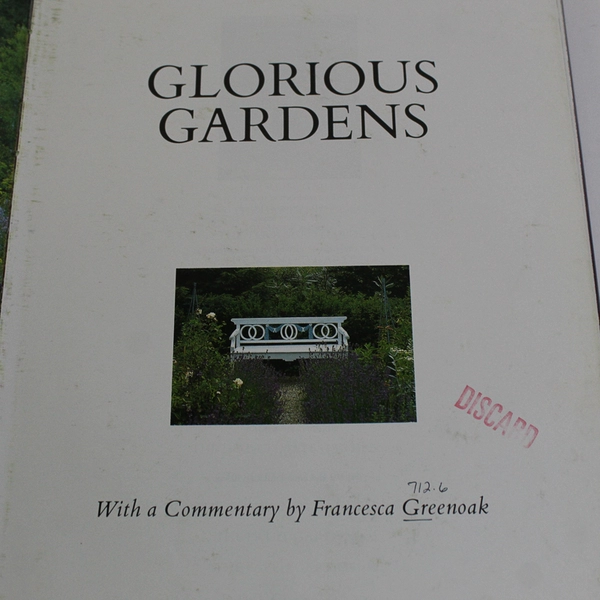 GLORIOUS
GARDENS
DISCARD
712.6
With a Commentary by Francesca Greenoak